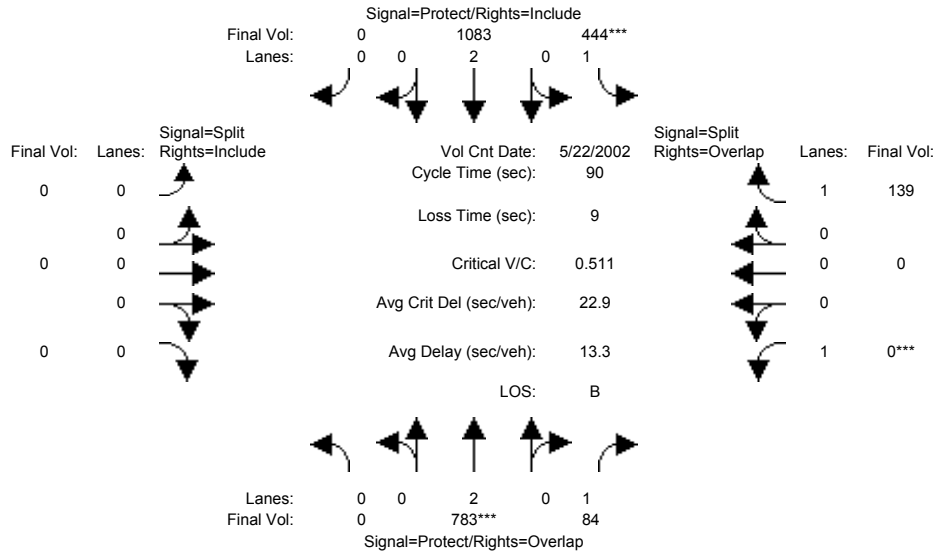 Signal=Protect/Rights=Include
Final Vol: 0 1083 444***
Lanes: 0 0 2 0 1
Signal=Split Signal=Split
Final Vol: Lanes: Rights=Include Vol Cnt Date: 5/22/2002 Rights=Overlap Lanes: Final Vol:
Cycle Time (sec): 90
0 0 1 139
Loss Time (sec): 9
0 0
0 0 Critical V/C: 0.511 0 0
0 Avg Crit Del (sec/veh): 22.9 0
0 0 Avg Delay (sec/veh): 13.3 1 0***
LOS: B
Lanes: 0 0 2 0 1
Final Vol: 0 783*** 84
Signal=Protect/Rights=Overlap